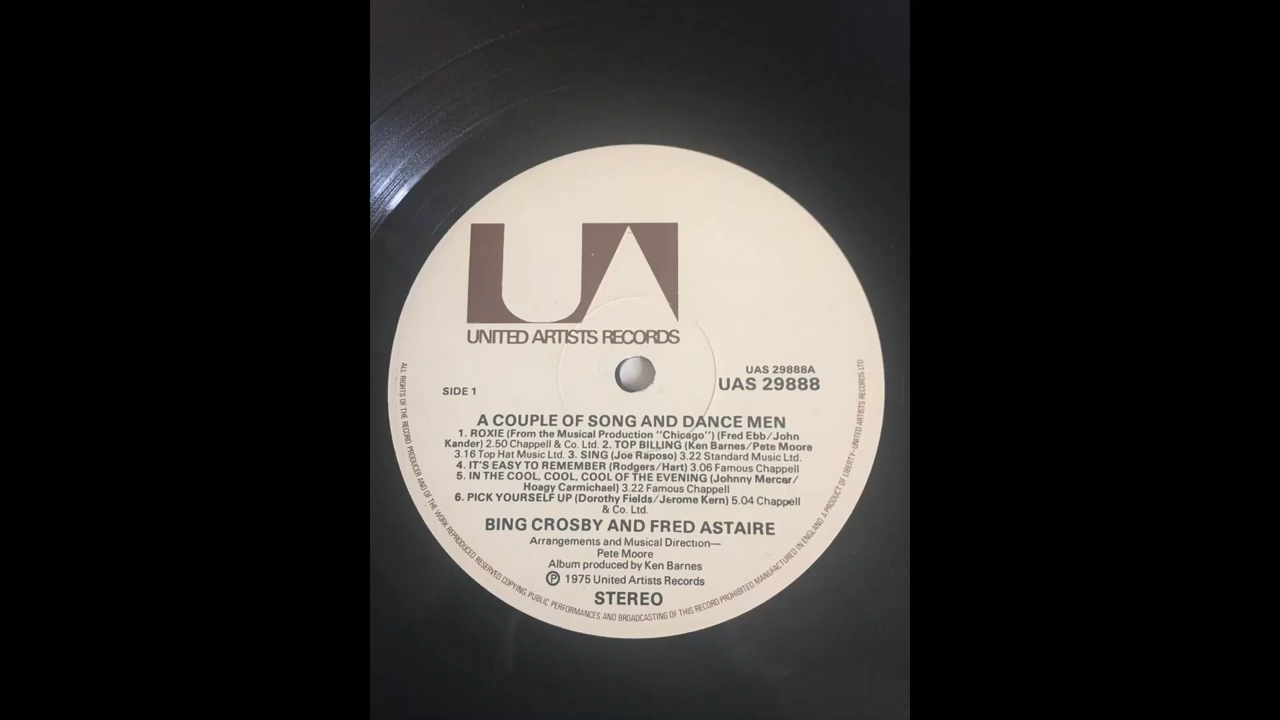 UA
UNITED ARTISTS RECORDS
UAS 29888A
SIDE 1
UAS 29888
A COUPLE OF SONG AND DANCE MEN
1. ROXIE (From the Musical Production "Chicago") (Fred Ebb/John
Kander) 2.50 Chappell & Co. Ltd. 2. TOP BILLING (Ken Barnes/Pete Moore
3.16 Top Hat Music Ltd. 3. SING (Joe Raposo) 3.22 Standard Music Ltd.
4. IT'S EASY TO REMEMBER (Rodgers/Hart) 3.06 Famous Chappell
5. IN THE COOL, COOL, COOL OF THE EVENING (Johnny Mercer/
Hoagy Carmichael) 3.22 Famous Chappell
6. PICK YOURSELF UP (Dorothy Fields/Jerome Kern) 5.04 Chappell
& Co. Ltd.
BING CROSBY AND FRED ASTAIRE
Arrangements and Musical Direction—
Pete Moore
Album produced by Ken Barnes
Ⓟ 1975 United Artists Records
STEREO
ALL RIGHTS OF THE RECORD PRODUCER AND OF THE WORK REPRODUCED RESERVED. COPYING, PUBLIC PERFORMANCES AND BROADCASTING OF THIS RECORD PROHIBITED. MANUFACTURED IN ENGLAND. A PRODUCT OF LIBERTY—UNITED ARTISTS RECORDS LTD